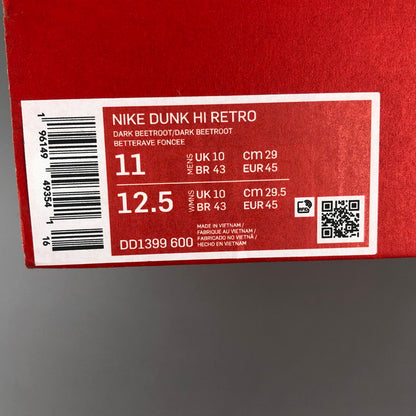 NIKE DUNK HI RETRO
DARK BEETROOT/DARK BEETROOT
BETTERAVE FONCEE
11 MENS UK 10 CM 29
BR 43 EUR 45
12.5 WMNS UK 10 CM 29.5
BR 43 EUR 45
DD1399 600
MADE IN VIETNAM /
FABRIQUE AU VIETNAM /
FABRICADO NO VIETNÃ /
HECHO EN VIETNAM
1 96149 49354 1 16